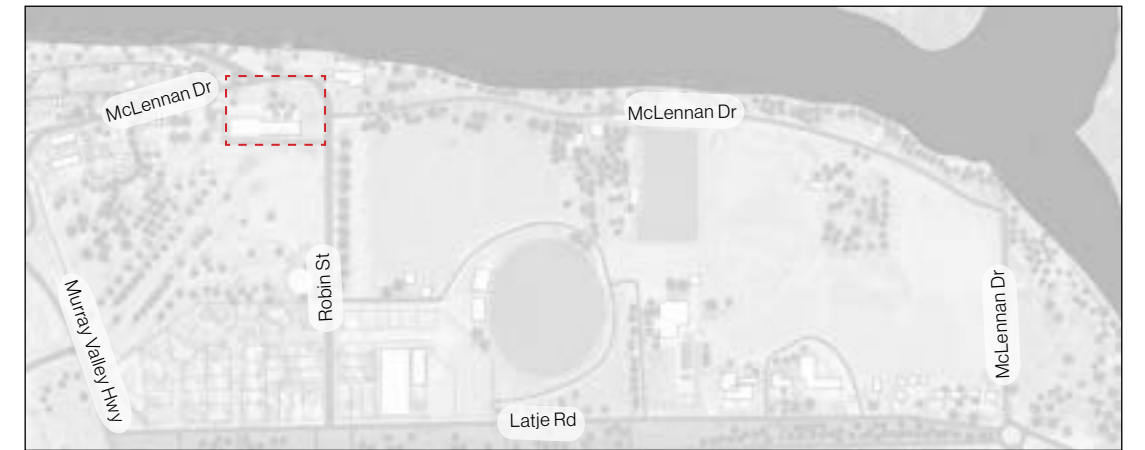 McLennan Dr
McLennan Dr
Robin St
Murray Valley Hwy
McLennan Dr
Latje Rd